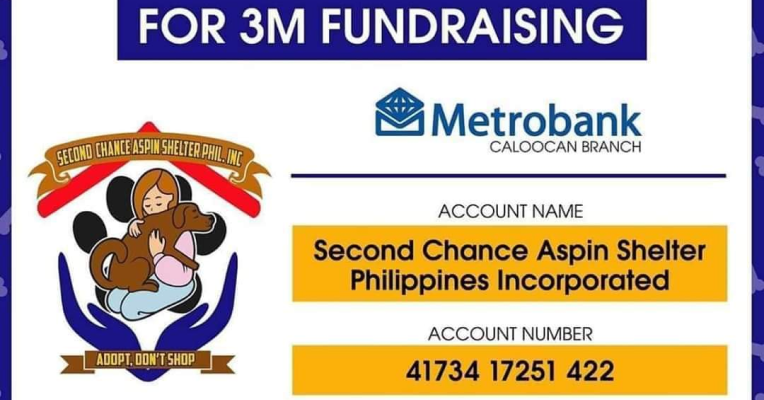 FOR 3M FUNDRAISING
SECOND CHANCE ASPIN SHELTER PHIL. INC
ADOPT, DON'T SHOP
Metrobank
CALOOCAN BRANCH
ACCOUNT NAME
Second Chance Aspin Shelter
Philippines Incorporated
ACCOUNT NUMBER
41734 17251 422